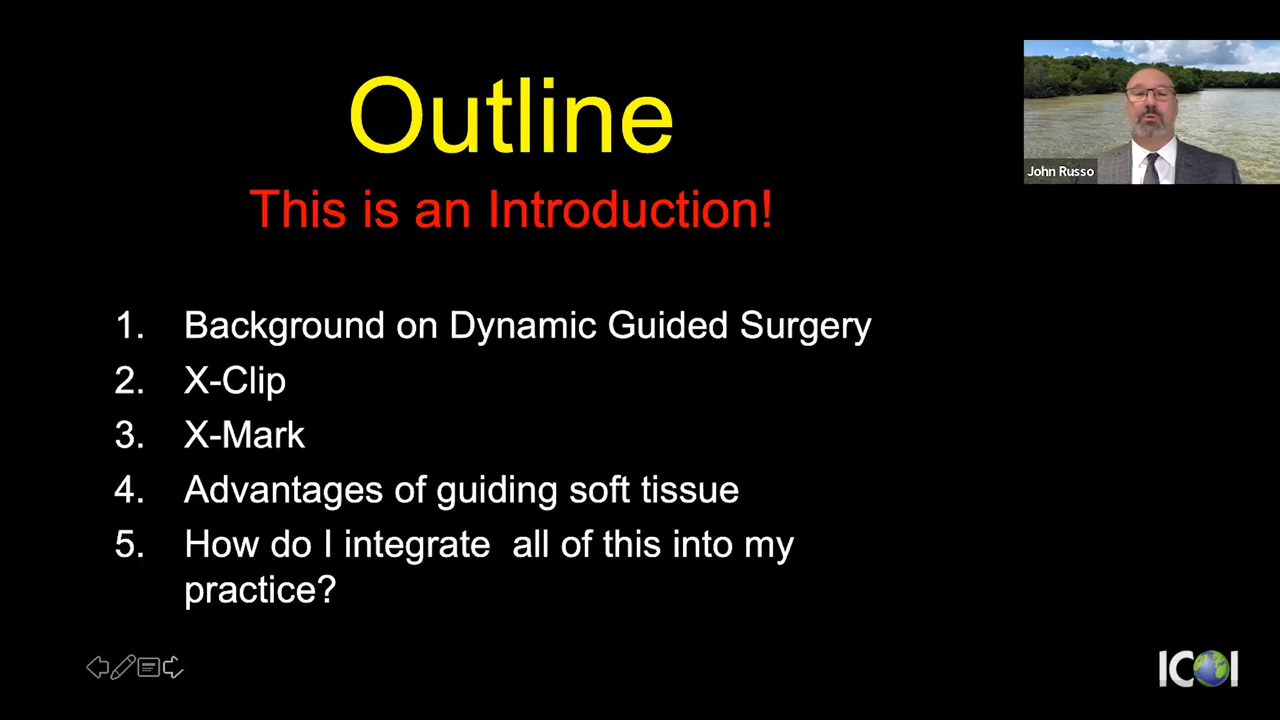 Outline
This is an Introduction!
John Russo
1. Background on Dynamic Guided Surgery
2. X-Clip
3. X-Mark
4. Advantages of guiding soft tissue
5. How do I integrate  all of this into my
practice?
ICOI